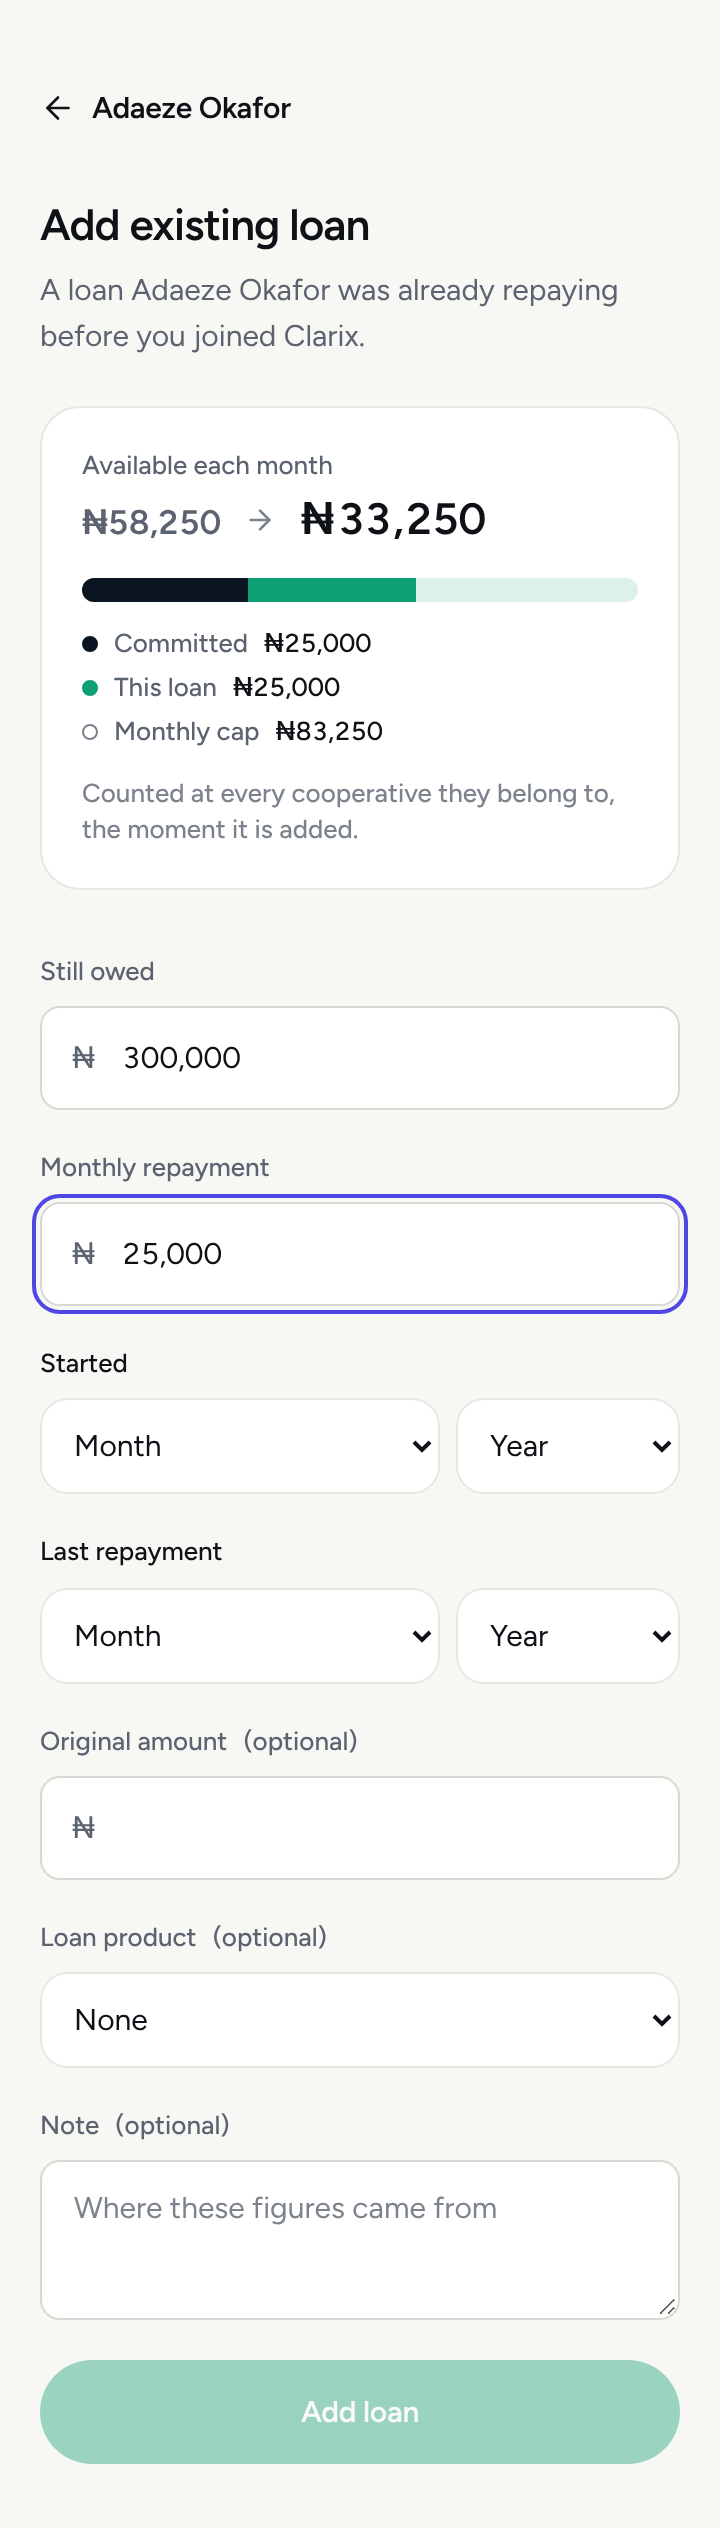 Adaeze Okafor
Add existing loan
A loan Adaeze Okafor was already repaying
before you joined Clarix.
Available each month
₦58,250 → ₦33,250
Committed ₦25,000
This loan ₦25,000
Monthly cap ₦83,250
Counted at every cooperative they belong to,
the moment it is added.
Still owed
₦ 300,000
Monthly repayment
₦ 25,000
Started
Month Year
Last repayment
Month Year
Original amount (optional)
₦
Loan product (optional)
None
Note (optional)
Where these figures came from
Add loan